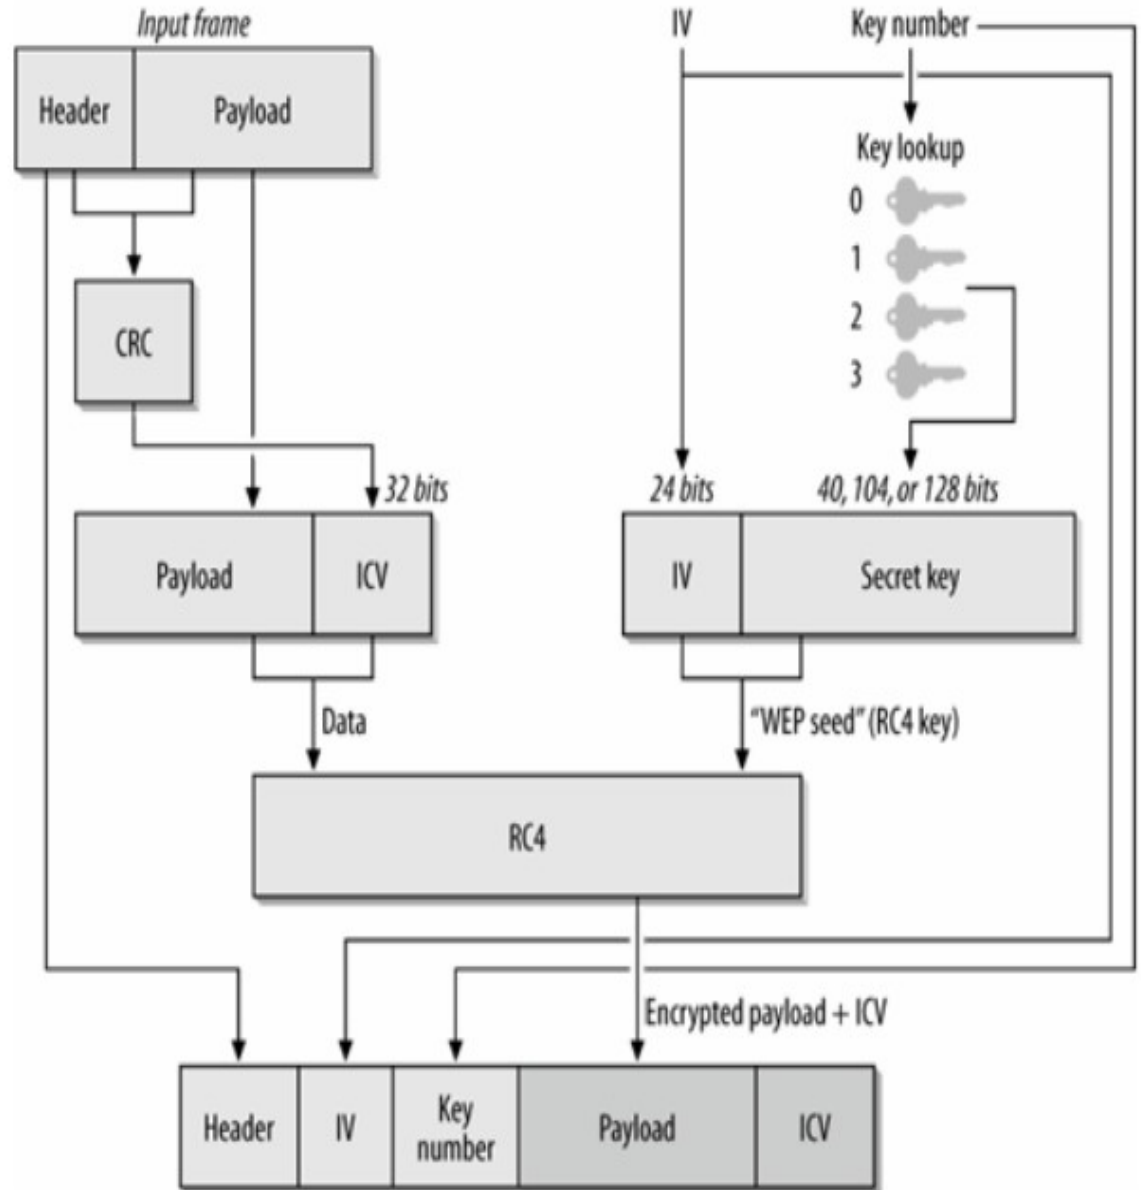 Input frame
IV
Key number
Header
Payload
Key lookup
0
1
2
3
CRC
32 bits
24 bits
40, 104, or 128 bits
Payload
ICV
IV
Secret key
Data
“WEP seed” (RC4 key)
RC4
Encrypted payload + ICV
Header
IV
Key
number
Payload
ICV